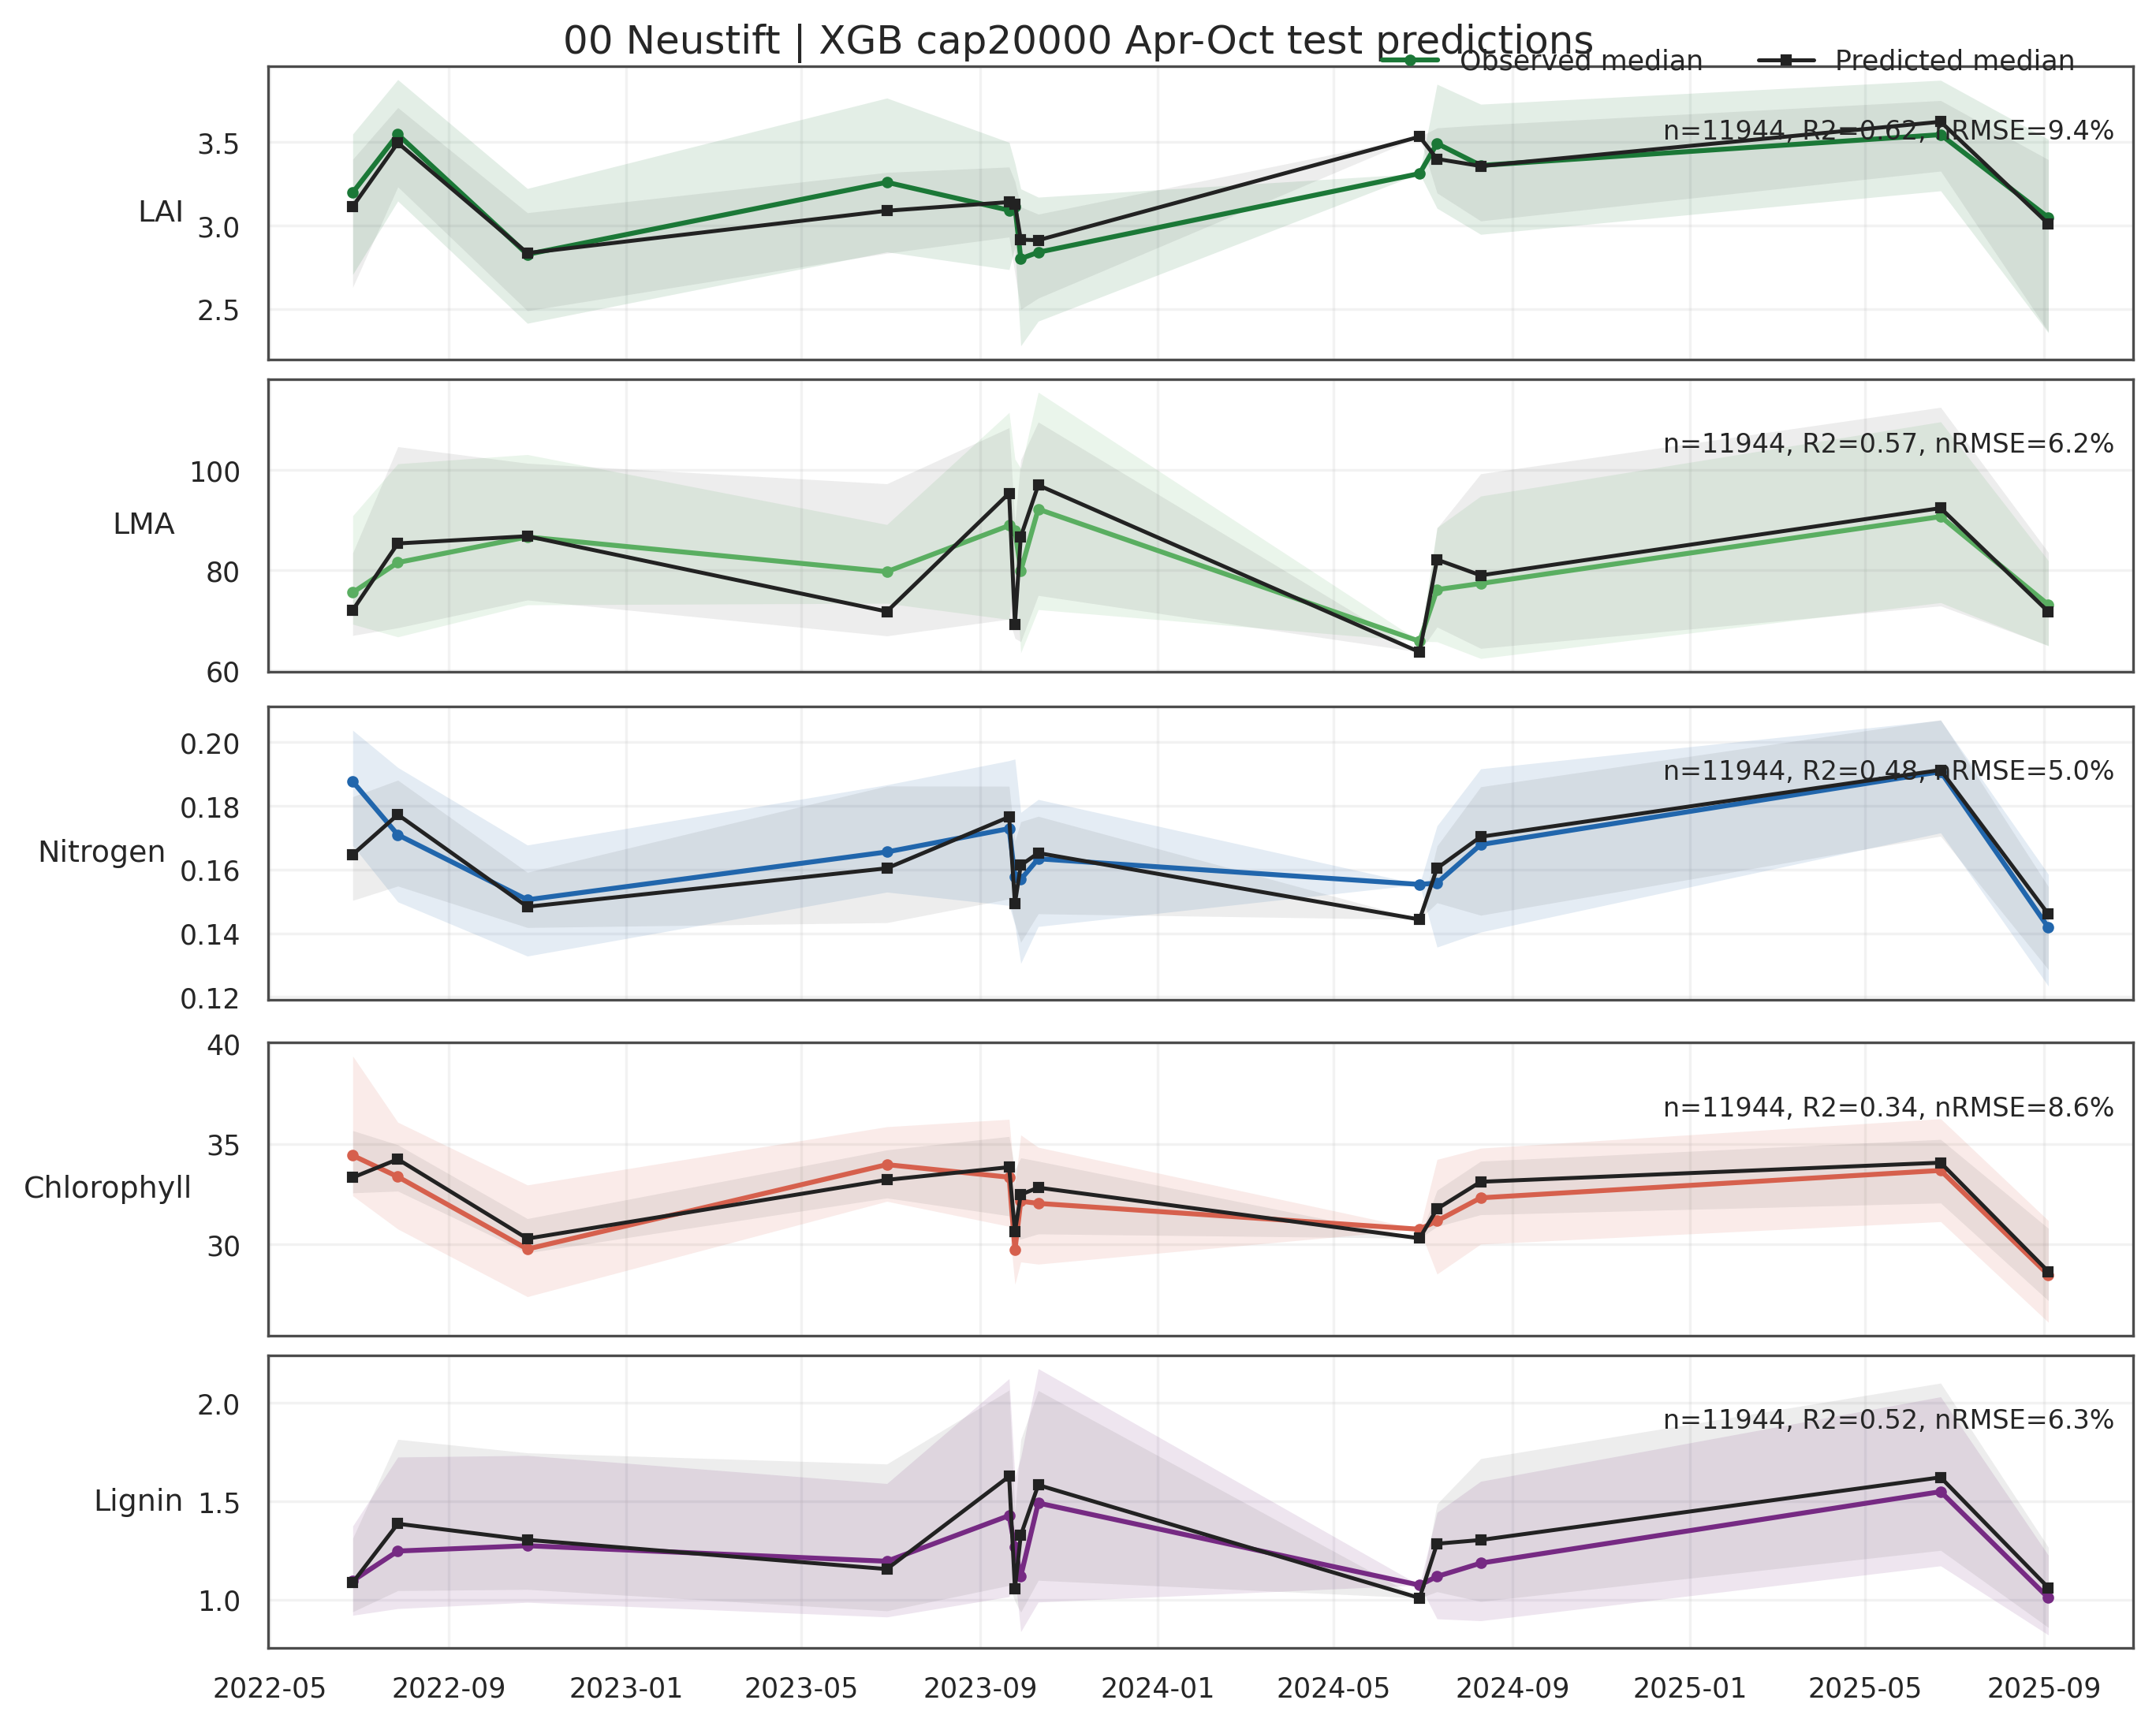 00 Neustift | XGB cap20000 Apr-Oct test predictions
Observed median Predicted median
n=11944, R2=0.62, nRMSE=9.4%
3.5
LAI
3.0
2.5
n=11944, R2=0.57, nRMSE=6.2%
100
LMA
80
60
0.20
n=11944, R2=0.48, nRMSE=5.0%
0.18
Nitrogen
0.16
0.14
0.12
40
n=11944, R2=0.34, nRMSE=8.6%
35
Chlorophyll
30
2.0
n=11944, R2=0.52, nRMSE=6.3%
Lignin
1.5
1.0
2022-05 2022-09 2023-01 2023-05 2023-09 2024-01 2024-05 2024-09 2025-01 2025-05 2025-09